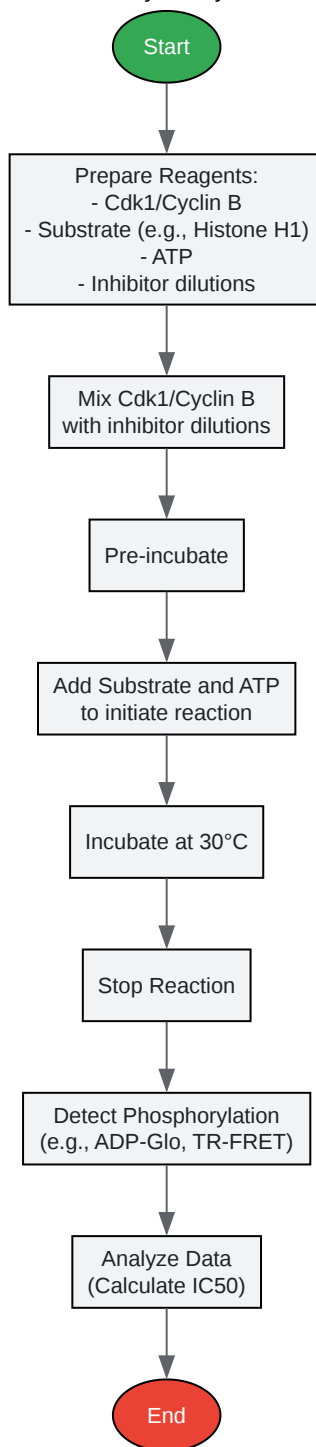 Start
Prepare Reagents:
- Cdk1/Cyclin B
- Substrate (e.g., Histone H1)
- ATP
- Inhibitor dilutions
Mix Cdk1/Cyclin B
with inhibitor dilutions
Pre-incubate
Add Substrate and ATP
to initiate reaction
Incubate at 30°C
Stop Reaction
Detect Phosphorylation
(e.g., ADP-Glo, TR-FRET)
Analyze Data
(Calculate IC50)
End